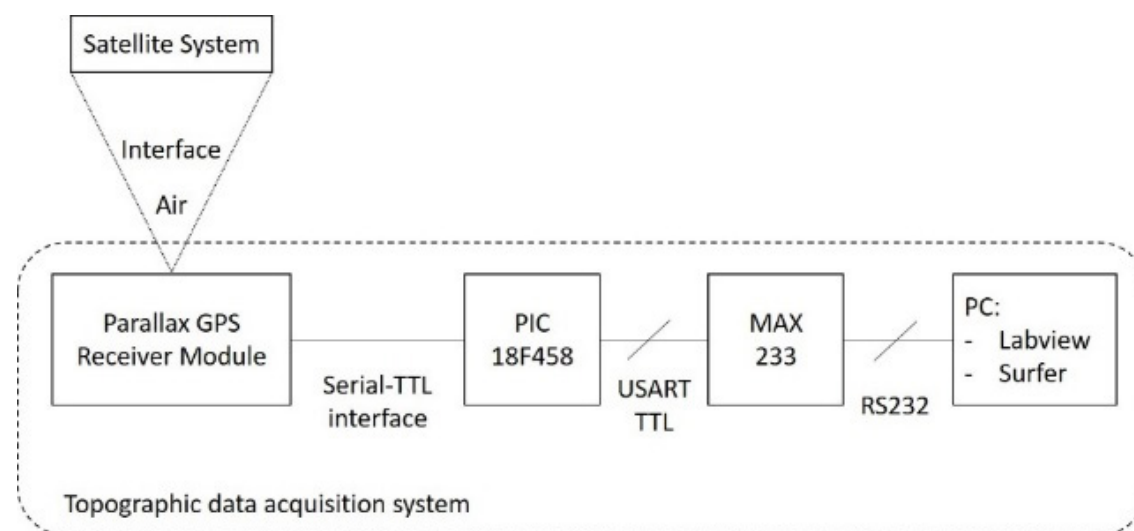 Satellite System
Interface
Air
Parallax GPS
Receiver Module
Serial-TTL
interface
PIC
18F458
USART
TTL
MAX
233
RS232
PC:
- Labview
- Surfer
Topographic data acquisition system